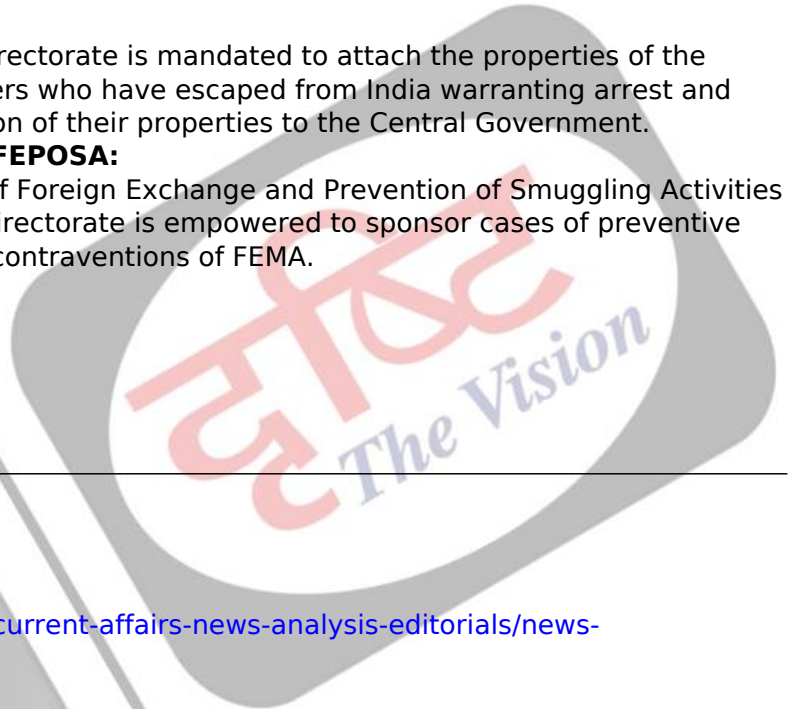 rectorate is mandated to attach the properties of the
ers who have escaped from India warranting arrest and
on of their properties to the Central Government.
FEPOSA:
f Foreign Exchange and Prevention of Smuggling Activities
irectorate is empowered to sponsor cases of preventive
contraventions of FEMA.
दृष्टि
The Vision
current-affairs-news-analysis-editorials/news-